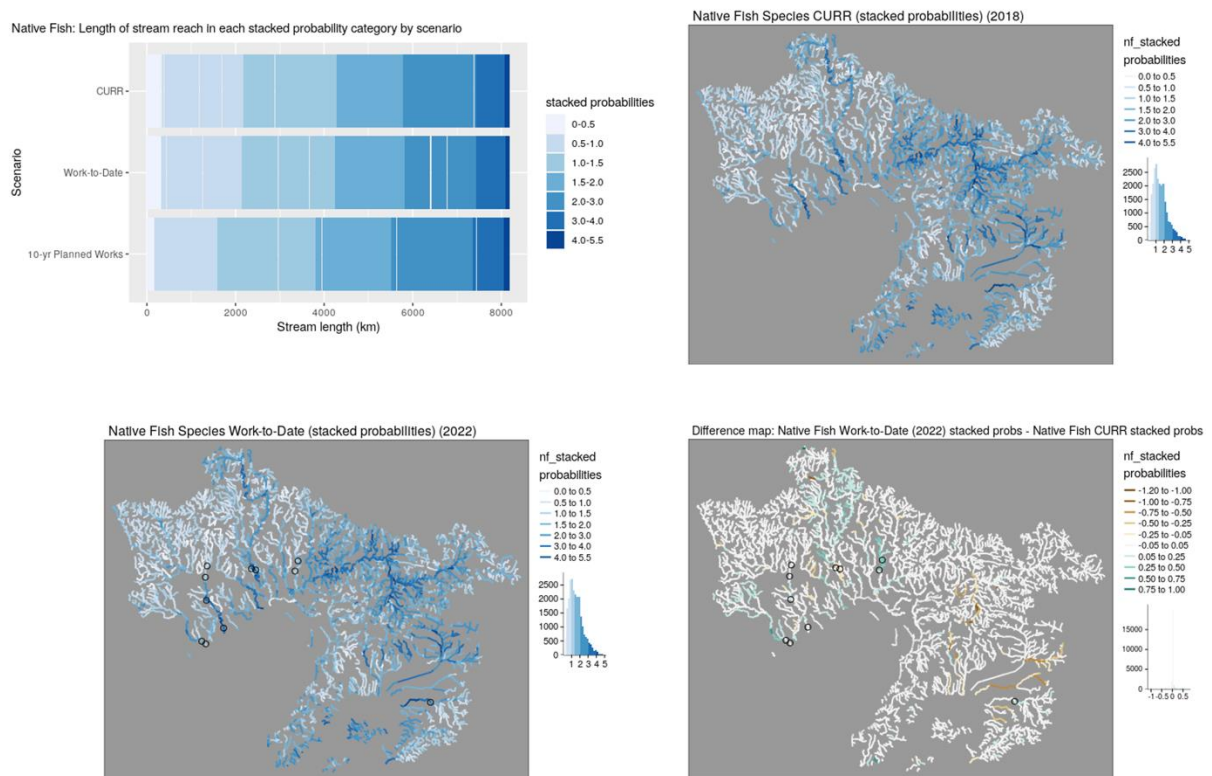 Native Fish: Length of stream reach in each stacked probability category by scenario
Scenario
CURR
Work-to-Date
10-yr Planned Works
0 2000 4000 6000 8000
Stream length (km)
stacked probabilities
0-0.5
0.5-1.0
1.0-1.5
1.5-2.0
2.0-3.0
3.0-4.0
4.0-5.5
Native Fish Species CURR (stacked probabilities) (2018)
nf_stacked
probabilities
0.0 to 0.5
0.5 to 1.0
1.0 to 1.5
1.5 to 2.0
2.0 to 3.0
3.0 to 4.0
4.0 to 5.5
2500
2000
1500
1000
500
0
1 2 3 4 5
Native Fish Species Work-to-Date (stacked probabilities) (2022)
nf_stacked
probabilities
0.0 to 0.5
0.5 to 1.0
1.0 to 1.5
1.5 to 2.0
2.0 to 3.0
3.0 to 4.0
4.0 to 5.5
2500
2000
1500
1000
500
0
1 2 3 4 5
Difference map: Native Fish Work-to-Date (2022) stacked probs - Native Fish CURR stacked probs
nf_stacked
probabilities
-1.20 to -1.00
-1.00 to -0.75
-0.75 to -0.50
-0.50 to -0.25
-0.25 to -0.05
-0.05 to 0.05
0.05 to 0.25
0.25 to 0.50
0.50 to 0.75
0.75 to 1.00
15000
10000
5000
0
-1 -0.5 0 0.5